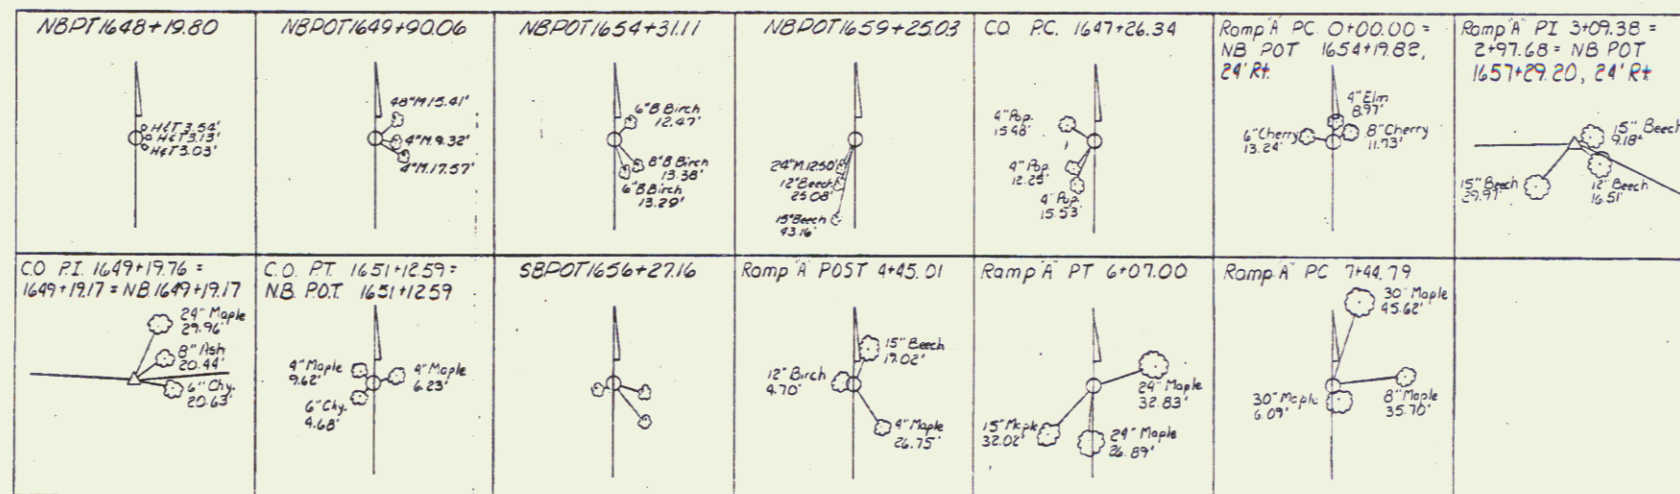 NBPT1648+19.80
H&T3.54'
H&T3.13'
H&T3.03'
NBPOT1649+90.06
48"M.15.41'
4"M.9.32'
4"M.17.57'
NBPOT1654+31.11
6"B Birch
12.47'
8"B Birch
13.38'
6"B Birch
13.29'
NBPOT1659+25.03
24"M.12.50'
12"Beech
25.08'
15"Beech
43.16'
C.O. P.C. 1647+26.34
4" Pop.
15.48'
4" Pop.
12.25'
4" Pop.
15.53'
Ramp "A" PC 0+00.00 =
NB POT 1654+19.82,
24' Rt.
4" Elm
8.97'
6" Cherry
13.24'
8" Cherry
11.73'
Ramp "A" PI 3+09.38 =
2+97.68 = NB POT
1657+29.20, 24' Rt
15" Beech
9.18'
15" Beech
29.97'
12" Beech
16.51'
C.O P.I. 1649+19.76 =
1649+19.17 = N.B. 1649+19.17
24" Maple
29.96'
8" Ash
20.44'
6" Chy.
20.63'
C.O. P.T. 1651+12.59 =
N.B. P.O.T. 1651+12.59
4" Maple
9.62'
4" Maple
6.23'
6" Chy.
4.68'
SBPOT1656+27.16
Ramp "A" POST 4+45.01
15" Beech
19.02'
12" Birch
4.70'
4" Maple
26.75'
Ramp "A" PT 6+07.00
24" Maple
32.83'
15" Maple
32.02'
24" Maple
26.89'
Ramp "A" PC 7+44.79
30" Maple
45.62'
30" Maple
6.09'
8" Maple
35.70'